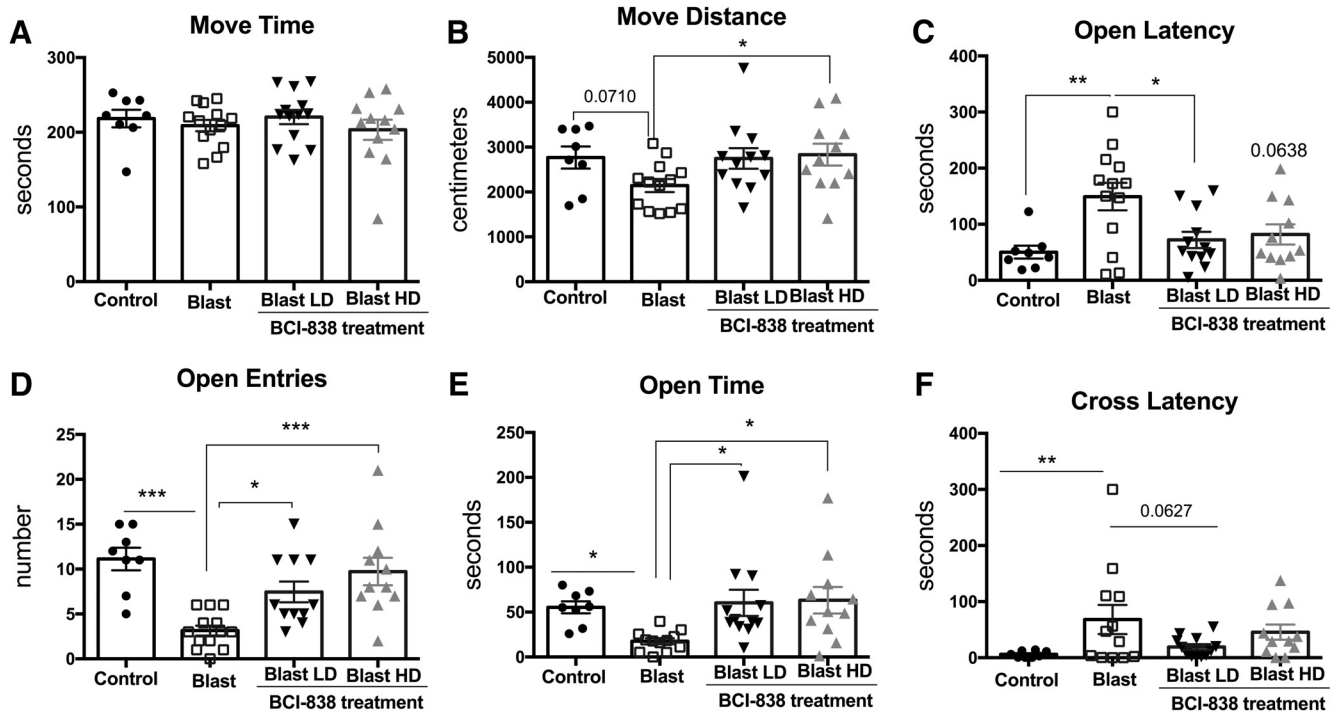 A
Move Time
seconds
300
200
100
0
Control
Blast
Blast LD
Blast HD
BCI-838 treatment
B
Move Distance
centimeters
5000
4000
3000
2000
1000
0
0.0710
*
Control
Blast
Blast LD
Blast HD
BCI-838 treatment
C
Open Latency
seconds
400
300
200
100
0
**
*
0.0638
Control
Blast
Blast LD
Blast HD
BCI-838 treatment
D
Open Entries
number
25
20
15
10
5
0
***
***
*
Control
Blast
Blast LD
Blast HD
BCI-838 treatment
E
Open Time
seconds
250
200
150
100
50
0
*
*
*
Control
Blast
Blast LD
Blast HD
BCI-838 treatment
F
Cross Latency
seconds
400
300
200
100
0
**
0.0627
Control
Blast
Blast LD
Blast HD
BCI-838 treatment